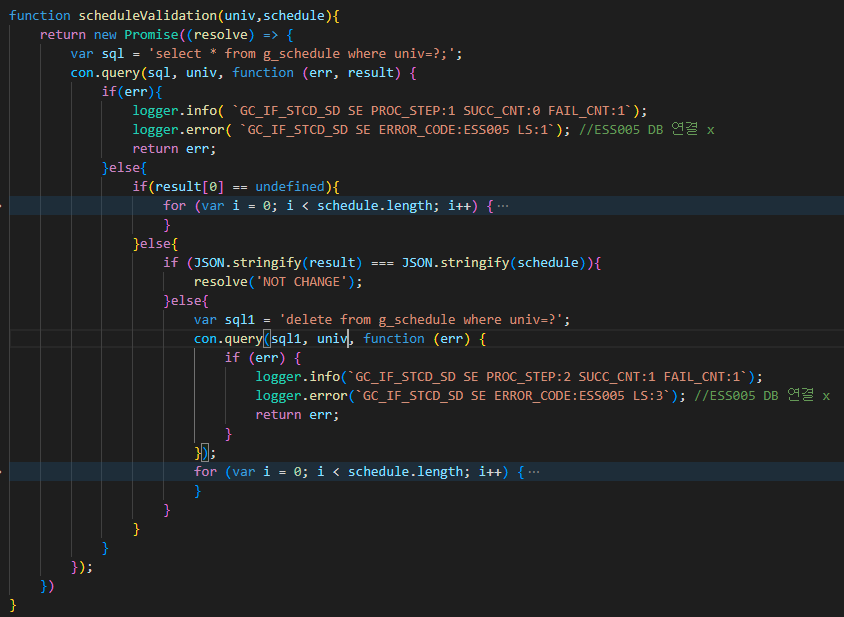 function scheduleValidation(univ,schedule){
return new Promise((resolve) => {
var sql = 'select * from g_schedule where univ=?;';
con.query(sql, univ, function (err, result) {
if(err){
logger.info( `GC_IF_STCD_SD SE PROC_STEP:1 SUCC_CNT:0 FAIL_CNT:1`);
logger.error( `GC_IF_STCD_SD SE ERROR_CODE:ESS005 LS:1`); //ESS005 DB 연결 x
return err;
}else{
if(result[0] == undefined){
for (var i = 0; i < schedule.length; i++) {…
}
}else{
if (JSON.stringify(result) === JSON.stringify(schedule)){
resolve('NOT CHANGE');
}else{
var sql1 = 'delete from g_schedule where univ=?';
con.query(sql1, univ, function (err) {
if (err) {
logger.info(`GC_IF_STCD_SD SE PROC_STEP:2 SUCC_CNT:1 FAIL_CNT:1`);
logger.error(`GC_IF_STCD_SD SE ERROR_CODE:ESS005 LS:3`); //ESS005 DB 연결 x
return err;
}
});
for (var i = 0; i < schedule.length; i++) {…
}
}
}
}
});
})
}